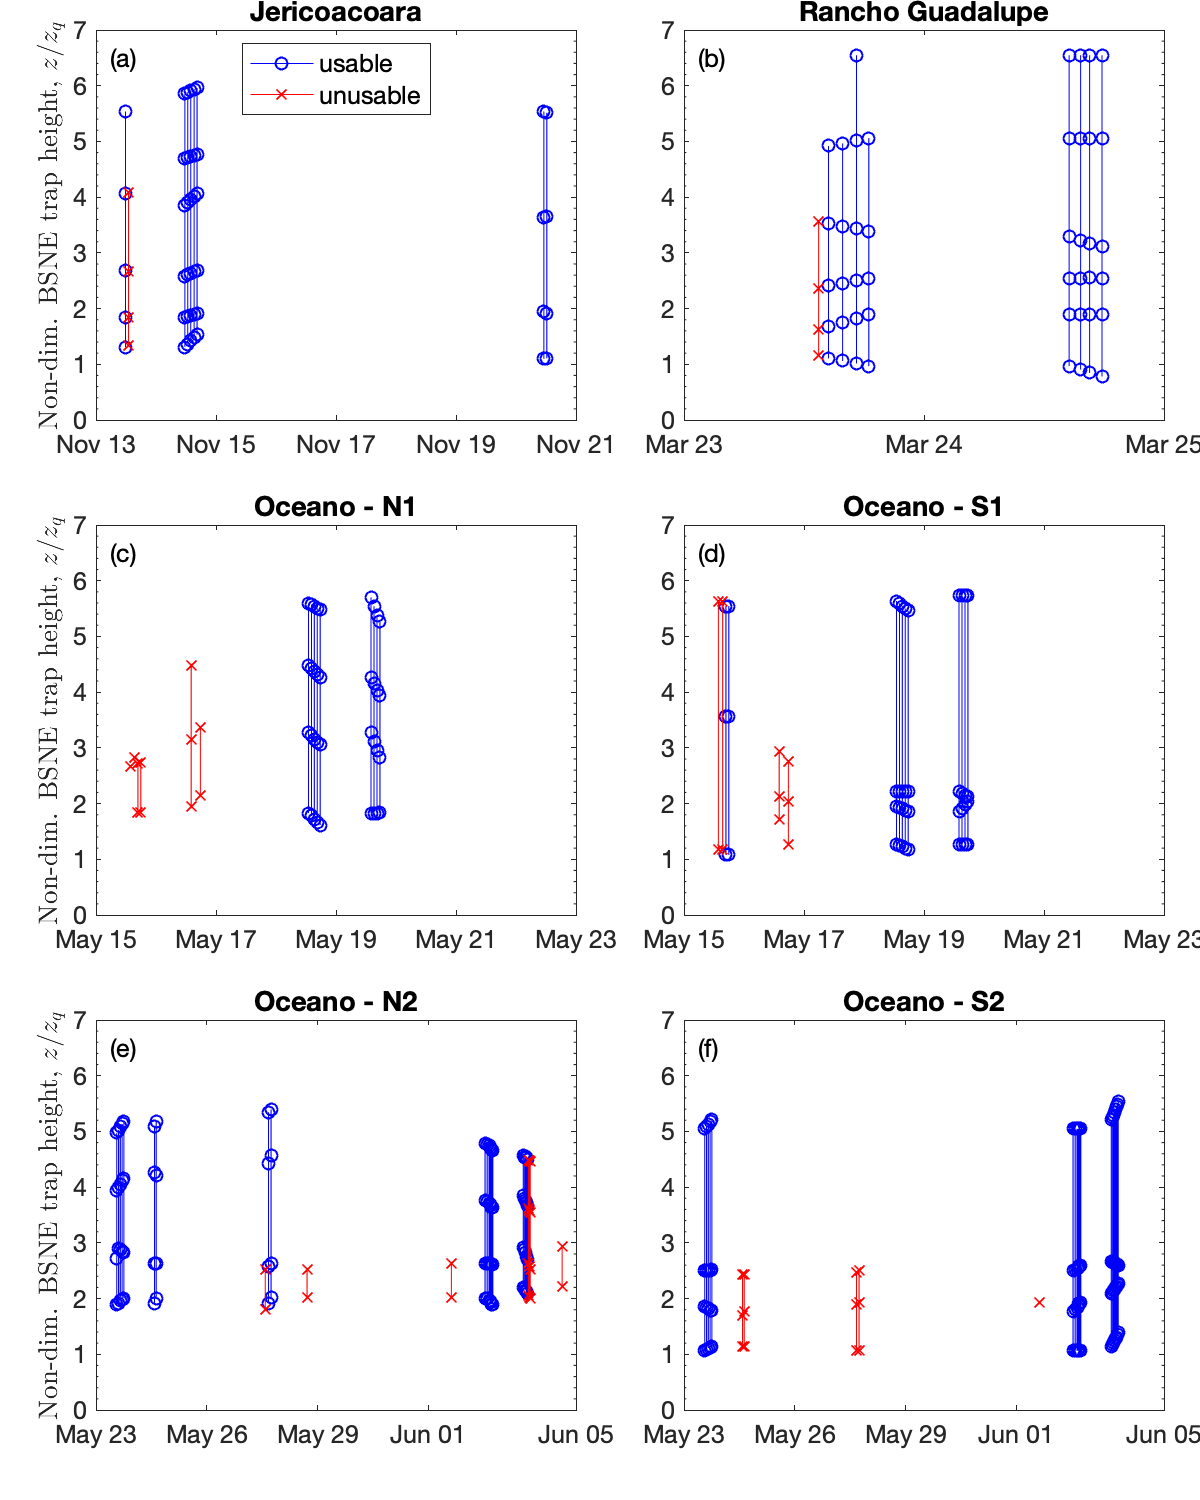 Jericoacoara
Rancho Guadalupe
Non-dim. BSNE trap height, z/z_q
(a)
usable
unusable
(b)
7
6
5
4
3
2
1
0
Nov 13 Nov 15 Nov 17 Nov 19 Nov 21
7
6
5
4
3
2
1
0
Mar 23 Mar 24 Mar 25
Oceano - N1
Oceano - S1
Non-dim. BSNE trap height, z/z_q
(c)
(d)
7
6
5
4
3
2
1
0
May 15 May 17 May 19 May 21 May 23
7
6
5
4
3
2
1
0
May 15 May 17 May 19 May 21 May 23
Oceano - N2
Oceano - S2
Non-dim. BSNE trap height, z/z_q
(e)
(f)
7
6
5
4
3
2
1
0
May 23 May 26 May 29 Jun 01 Jun 05
7
6
5
4
3
2
1
0
May 23 May 26 May 29 Jun 01 Jun 05